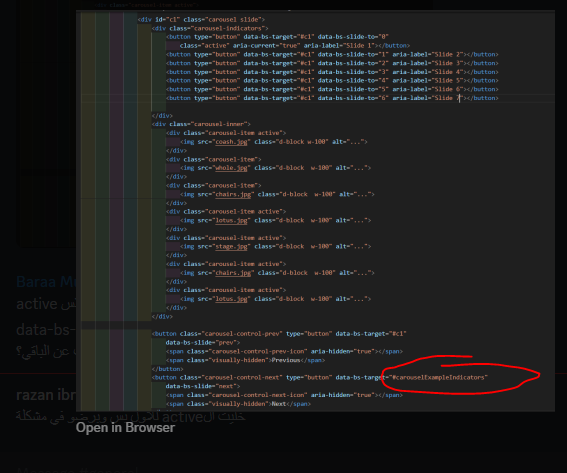 <div id="c1" class="carousel slide">
<div class="carousel-indicators">
<button type="button" data-bs-target="#c1" data-bs-slide-to="0"
class="active" aria-current="true" aria-label="Slide 1"></button>
<button type="button" data-bs-target="#c1" data-bs-slide-to="1" aria-label="Slide 2"></button>
<button type="button" data-bs-target="#c1" data-bs-slide-to="2" aria-label="Slide 3"></button>
<button type="button" data-bs-target="#c1" data-bs-slide-to="3" aria-label="Slide 4"></button>
<button type="button" data-bs-target="#c1" data-bs-slide-to="4" aria-label="Slide 5"></button>
<button type="button" data-bs-target="#c1" data-bs-slide-to="5" aria-label="Slide 6"></button>
<button type="button" data-bs-target="#c1" data-bs-slide-to="6" aria-label="Slide 7"></button>
</div>
<div class="carousel-inner">
<div class="carousel-item active">
<img src="coash.jpg" class="d-block w-100" alt="...">
</div>
<div class="carousel-item">
<img src="whole.jpg" class="d-block w-100" alt="...">
</div>
<div class="carousel-item active">
<img src="chairs.jpg" class="d-block w-100" alt="...">
</div>
<div class="carousel-item active">
<img src="lotus.jpg" class="d-block w-100" alt="...">
</div>
<div class="carousel-item active">
<img src="stage.jpg" class="d-block w-100" alt="...">
</div>
<div class="carousel-item active">
<img src="chairs.jpg" class="d-block w-100" alt="...">
</div>
<div class="carousel-item active">
<img src="lotus.jpg" class="d-block w-100" alt="...">
</div>
</div>
<button class="carousel-control-prev" type="button" data-bs-target="#c1"
data-bs-slide="prev">
<span class="carousel-control-prev-icon" aria-hidden="true"></span>
<span class="visually-hidden">Previous</span>
</button>
<button class="carousel-control-next" type="button" data-bs-target="#carouselExampleIndicators"
data-bs-slide="next">
<span class="carousel-control-next-icon" aria-hidden="true"></span>
<span class="visually-hidden">Next</span>
Baraa M
active
data-bs-
عن الباقي؟
razan ibr
خليت الactive للأول بس
في مشكلة
Open in Browser